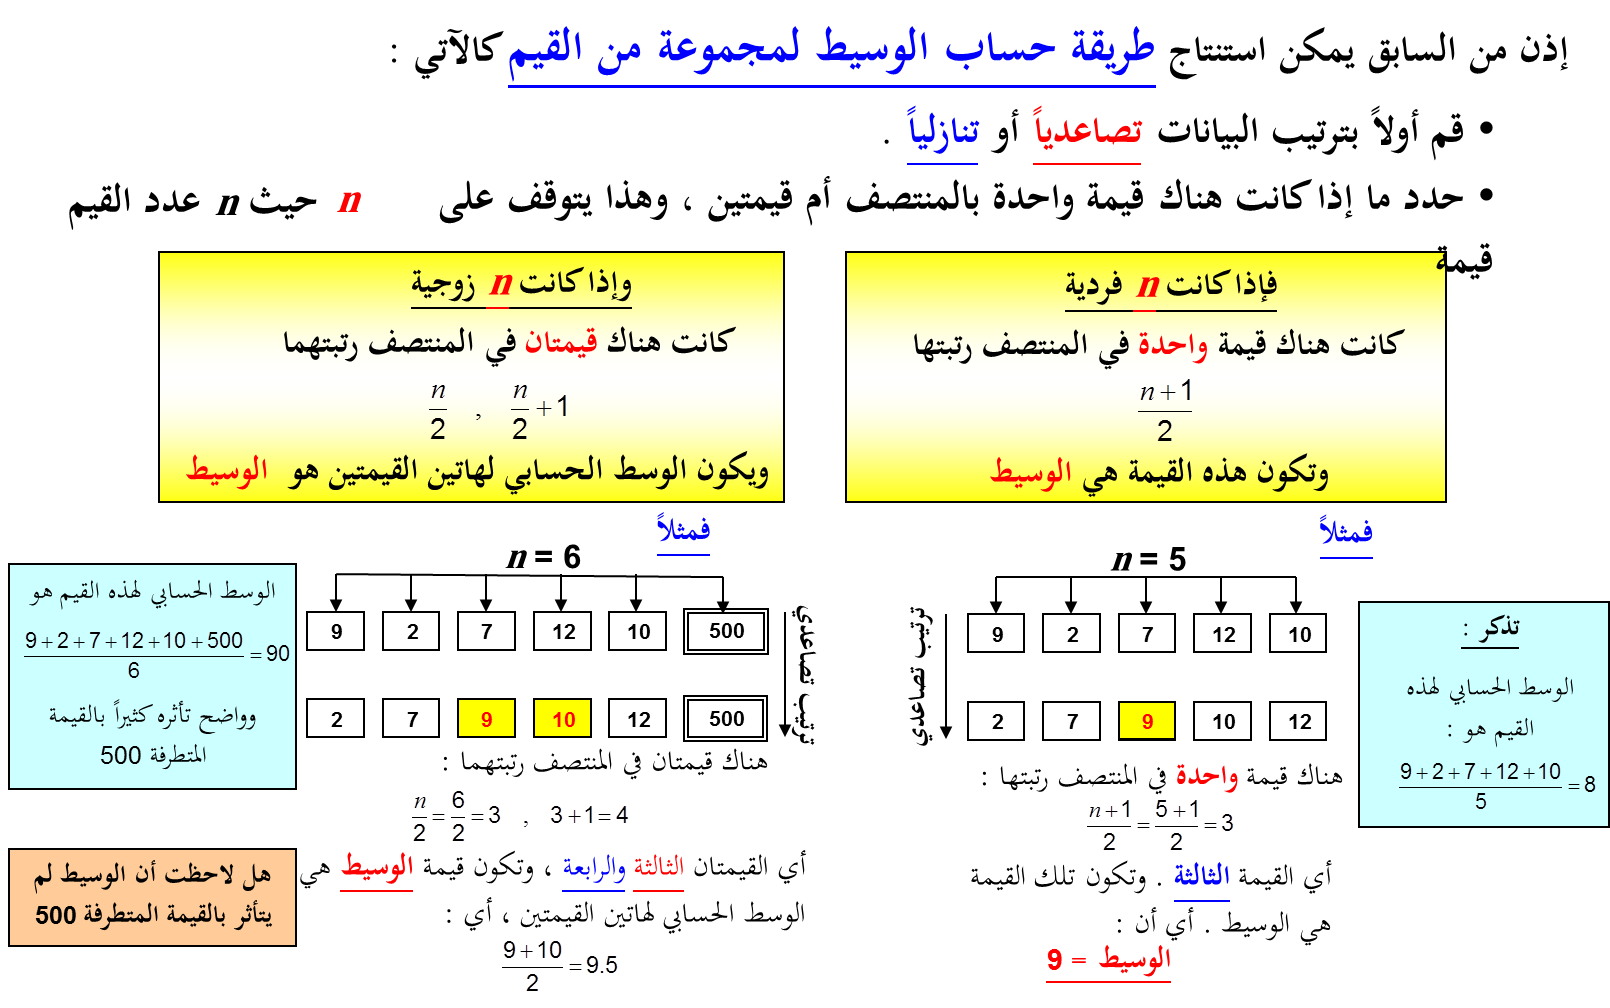 إذن من السابق يمكن استنتاج طريقة حساب الوسيط لمجموعة من القيم كالآتي :
• قم أولاً بترتيب البيانات تصاعدياً أو تنازلياً .
• حدد ما إذا كانت هناك قيمة واحدة بالمنتصف أم قيمتين ، وهذا يتوقف على n حيث n عدد القيم
قيمة
فإذا كانت n فردية
كانت هناك قيمة واحدة في المنتصف رتبتها
(n+1)/2
وتكون هذه القيمة هي الوسيط
وإذا كانت n زوجية
كانت هناك قيمتان في المنتصف رتبتهما
n/2 , n/2+1
ويكون الوسط الحسابي لهاتين القيمتين هو الوسيط
فمثلاً
n = 5
9 2 7 12 10
ترتيب تصاعدي
2 7 9 10 12
هناك قيمة واحدة في المنتصف رتبتها :
(n+1)/2=(5+1)/2=3
أي القيمة الثالثة . وتكون تلك القيمة
هي الوسيط . أي أن :
الوسيط = 9
تذكر :
الوسط الحسابي لهذه
القيم هو :
(9+2+7+12+10)/5=8
فمثلاً
n = 6
9 2 7 12 10 500
ترتيب تصاعدي
2 7 9 10 12 500
هناك قيمتان في المنتصف رتبتهما :
n/2=6/2=3 , 3+1=4
أي القيمتان الثالثة والرابعة ، وتكون قيمة الوسيط هي
الوسط الحسابي لهاتين القيمتين ، أي :
(9+10)/2=9.5
الوسط الحسابي لهذه القيم هو
(9+2+7+12+10+500)/6=90
وواضح تأثره كثيراً بالقيمة
المتطرفة 500
هل لاحظت أن الوسيط لم
يتأثر بالقيمة المتطرفة 500